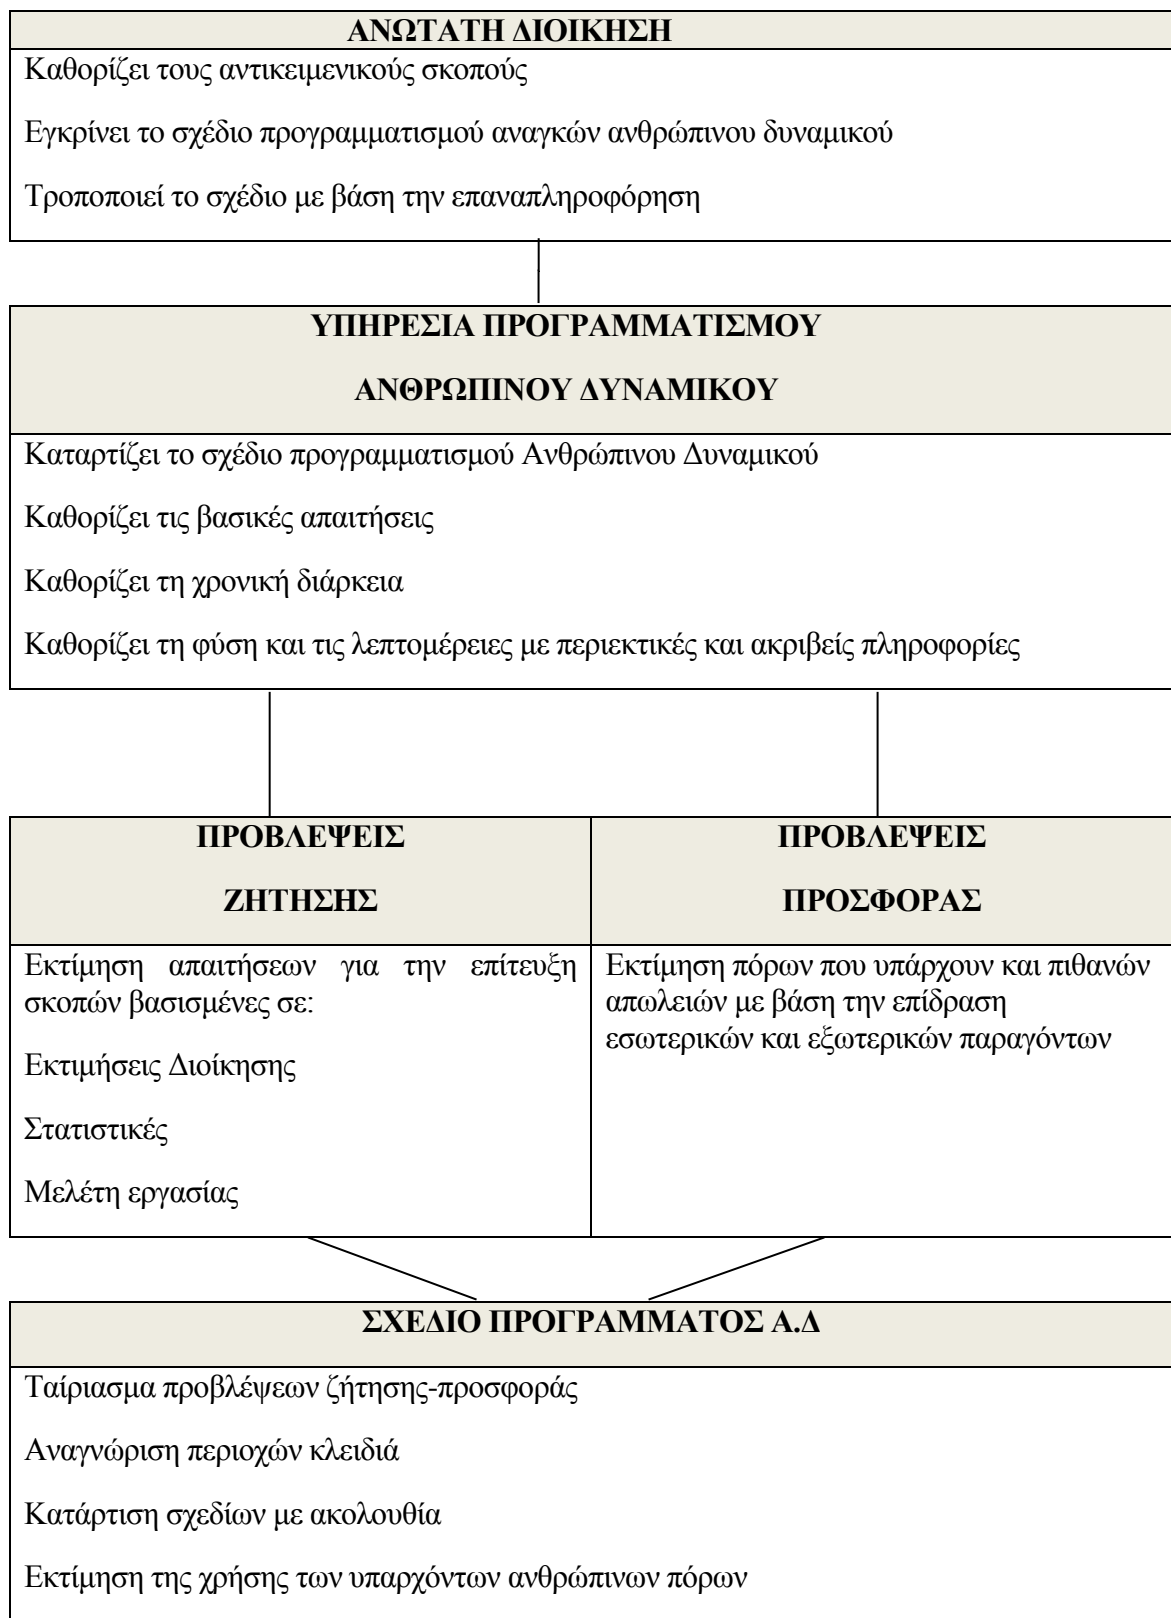 ΑΝΩΤΑΤΗ ΔΙΟΙΚΗΣΗ
Καθορίζει τους αντικειμενικούς σκοπούς
Εγκρίνει το σχέδιο προγραμματισμού αναγκών ανθρώπινου δυναμικού
Τροποποιεί το σχέδιο με βάση την επαναπληροφόρηση
ΥΠΗΡΕΣΙΑ ΠΡΟΓΡΑΜΜΑΤΙΣΜΟΥ
ΑΝΘΡΩΠΙΝΟΥ ΔΥΝΑΜΙΚΟΥ
Καταρτίζει το σχέδιο προγραμματισμού Ανθρώπινου Δυναμικού
Καθορίζει τις βασικές απαιτήσεις
Καθορίζει τη χρονική διάρκεια
Καθορίζει τη φύση και τις λεπτομέρειες με περιεκτικές και ακριβείς πληροφορίες
ΠΡΟΒΛΕΨΕΙΣ
ΖΗΤΗΣΗΣ
Εκτίμηση απαιτήσεων για την επίτευξη
σκοπών βασισμένες σε:
Εκτιμήσεις Διοίκησης
Στατιστικές
Μελέτη εργασίας
ΠΡΟΒΛΕΨΕΙΣ
ΠΡΟΣΦΟΡΑΣ
Εκτίμηση πόρων που υπάρχουν και πιθανών
απωλειών με βάση την επίδραση
εσωτερικών και εξωτερικών παραγόντων
ΣΧΕΔΙΟ ΠΡΟΓΡΑΜΜΑΤΟΣ Α.Δ
Ταίριασμα προβλέψεων ζήτησης-προσφοράς
Αναγνώριση περιοχών κλειδιά
Κατάρτιση σχεδίων με ακολουθία
Εκτίμηση της χρήσης των υπαρχόντων ανθρώπινων πόρων